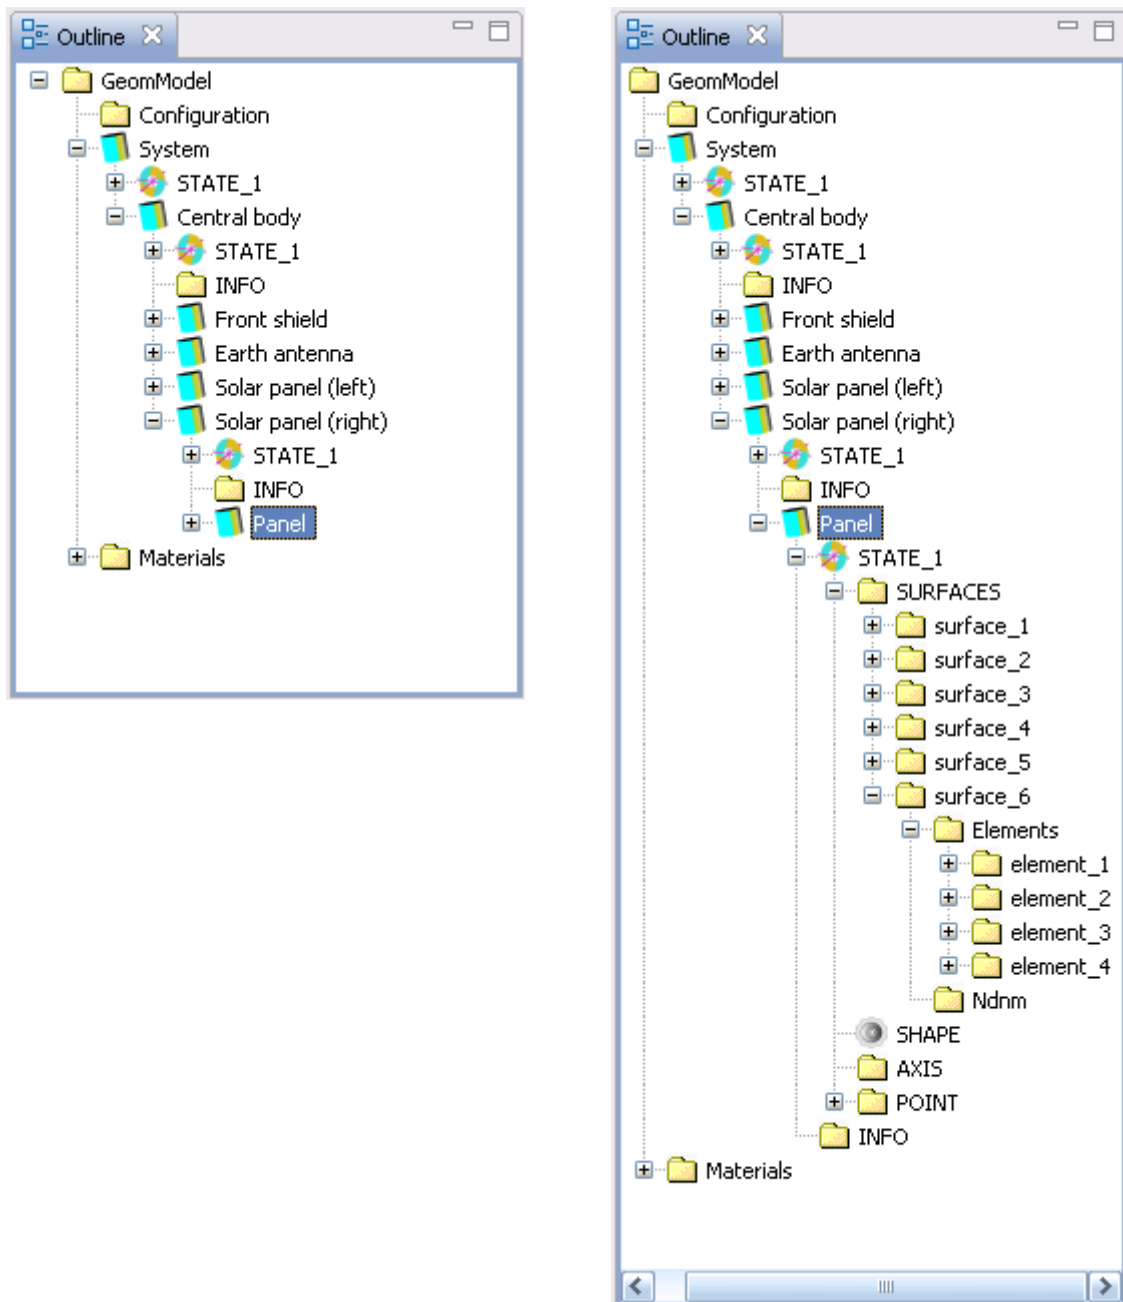 Outline
GeomModel
Configuration
System
STATE_1
Central body
STATE_1
INFO
Front shield
Earth antenna
Solar panel (left)
Solar panel (right)
STATE_1
INFO
Panel
Materials
Outline
GeomModel
Configuration
System
STATE_1
Central body
STATE_1
INFO
Front shield
Earth antenna
Solar panel (left)
Solar panel (right)
STATE_1
INFO
Panel
STATE_1
SURFACES
surface_1
surface_2
surface_3
surface_4
surface_5
surface_6
Elements
element_1
element_2
element_3
element_4
Ndnm
SHAPE
AXIS
POINT
INFO
Materials